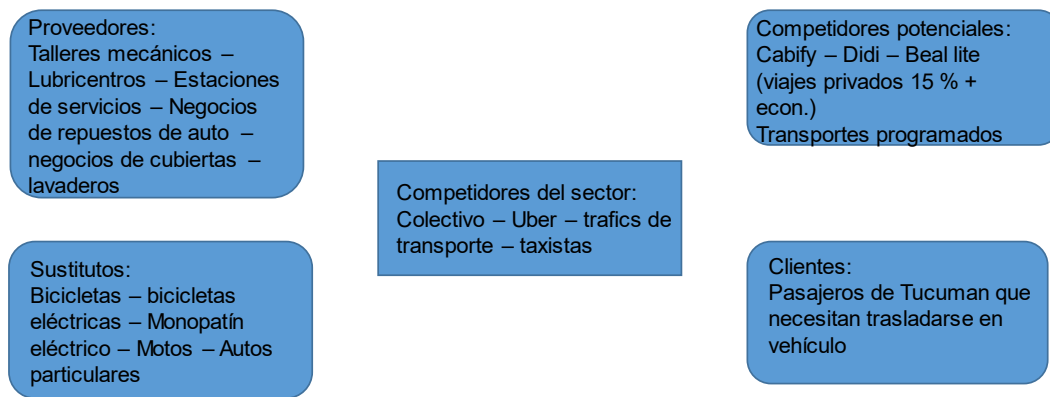 Proveedores:
Talleres mecánicos –
Lubricentros – Estaciones
de servicios – Negocios
de repuestos de auto –
negocios de cubiertas –
lavaderos
Competidores potenciales:
Cabify – Didi – Beal lite
(viajes privados 15 % +
econ.)
Transportes programados
Competidores del sector:
Colectivo – Uber – trafics de
transporte – taxistas
Sustitutos:
Bicicletas – bicicletas
eléctricas – Monopatín
eléctrico – Motos – Autos
particulares
Clientes:
Pasajeros de Tucuman que
necesitan trasladarse en
vehículo